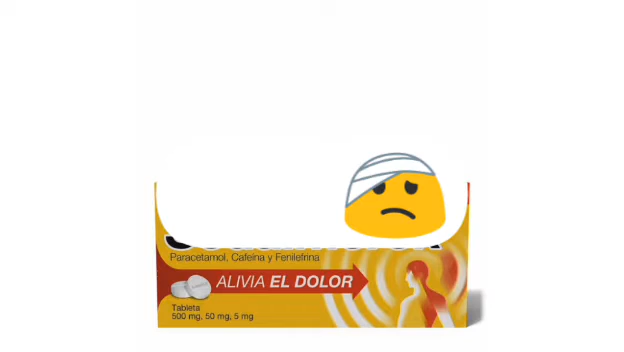 Paracetamol, Cafeína y Fenilefrina
ALIVIA EL DOLOR
Tableta
500 mg, 50 mg, 5 mg